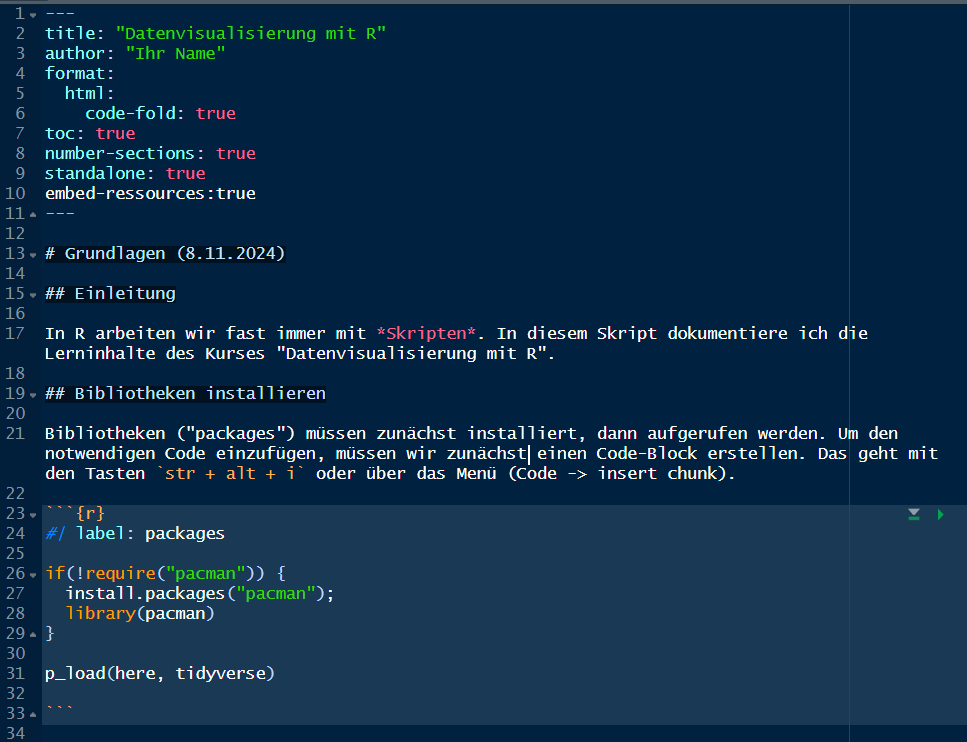 1 ---
2 title: "Datenvisualisierung mit R"
3 author: "Ihr Name"
4 format:
5   html:
6     code-fold: true
7 toc: true
8 number-sections: true
9 standalone: true
10 embed-ressources:true
11 ---
12
13 # Grundlagen (8.11.2024)
14
15 ## Einleitung
16
17 In R arbeiten wir fast immer mit *Skripten*. In diesem Skript dokumentiere ich die
Lerninhalte des Kurses "Datenvisualisierung mit R".
18
19 ## Bibliotheken installieren
20
21 Bibliotheken ("packages") müssen zunächst installiert, dann aufgerufen werden. Um den
notwendigen Code einzufügen, müssen wir zunächst einen Code-Block erstellen. Das geht mit
den Tasten `str + alt + i` oder über das Menü (Code -> insert chunk).
22
23 ```{r}
24 #/ label: packages
25
26 if(!require("pacman")) {
27   install.packages("pacman");
28   library(pacman)
29 }
30
31 p_load(here, tidyverse)
32
33 ```
34